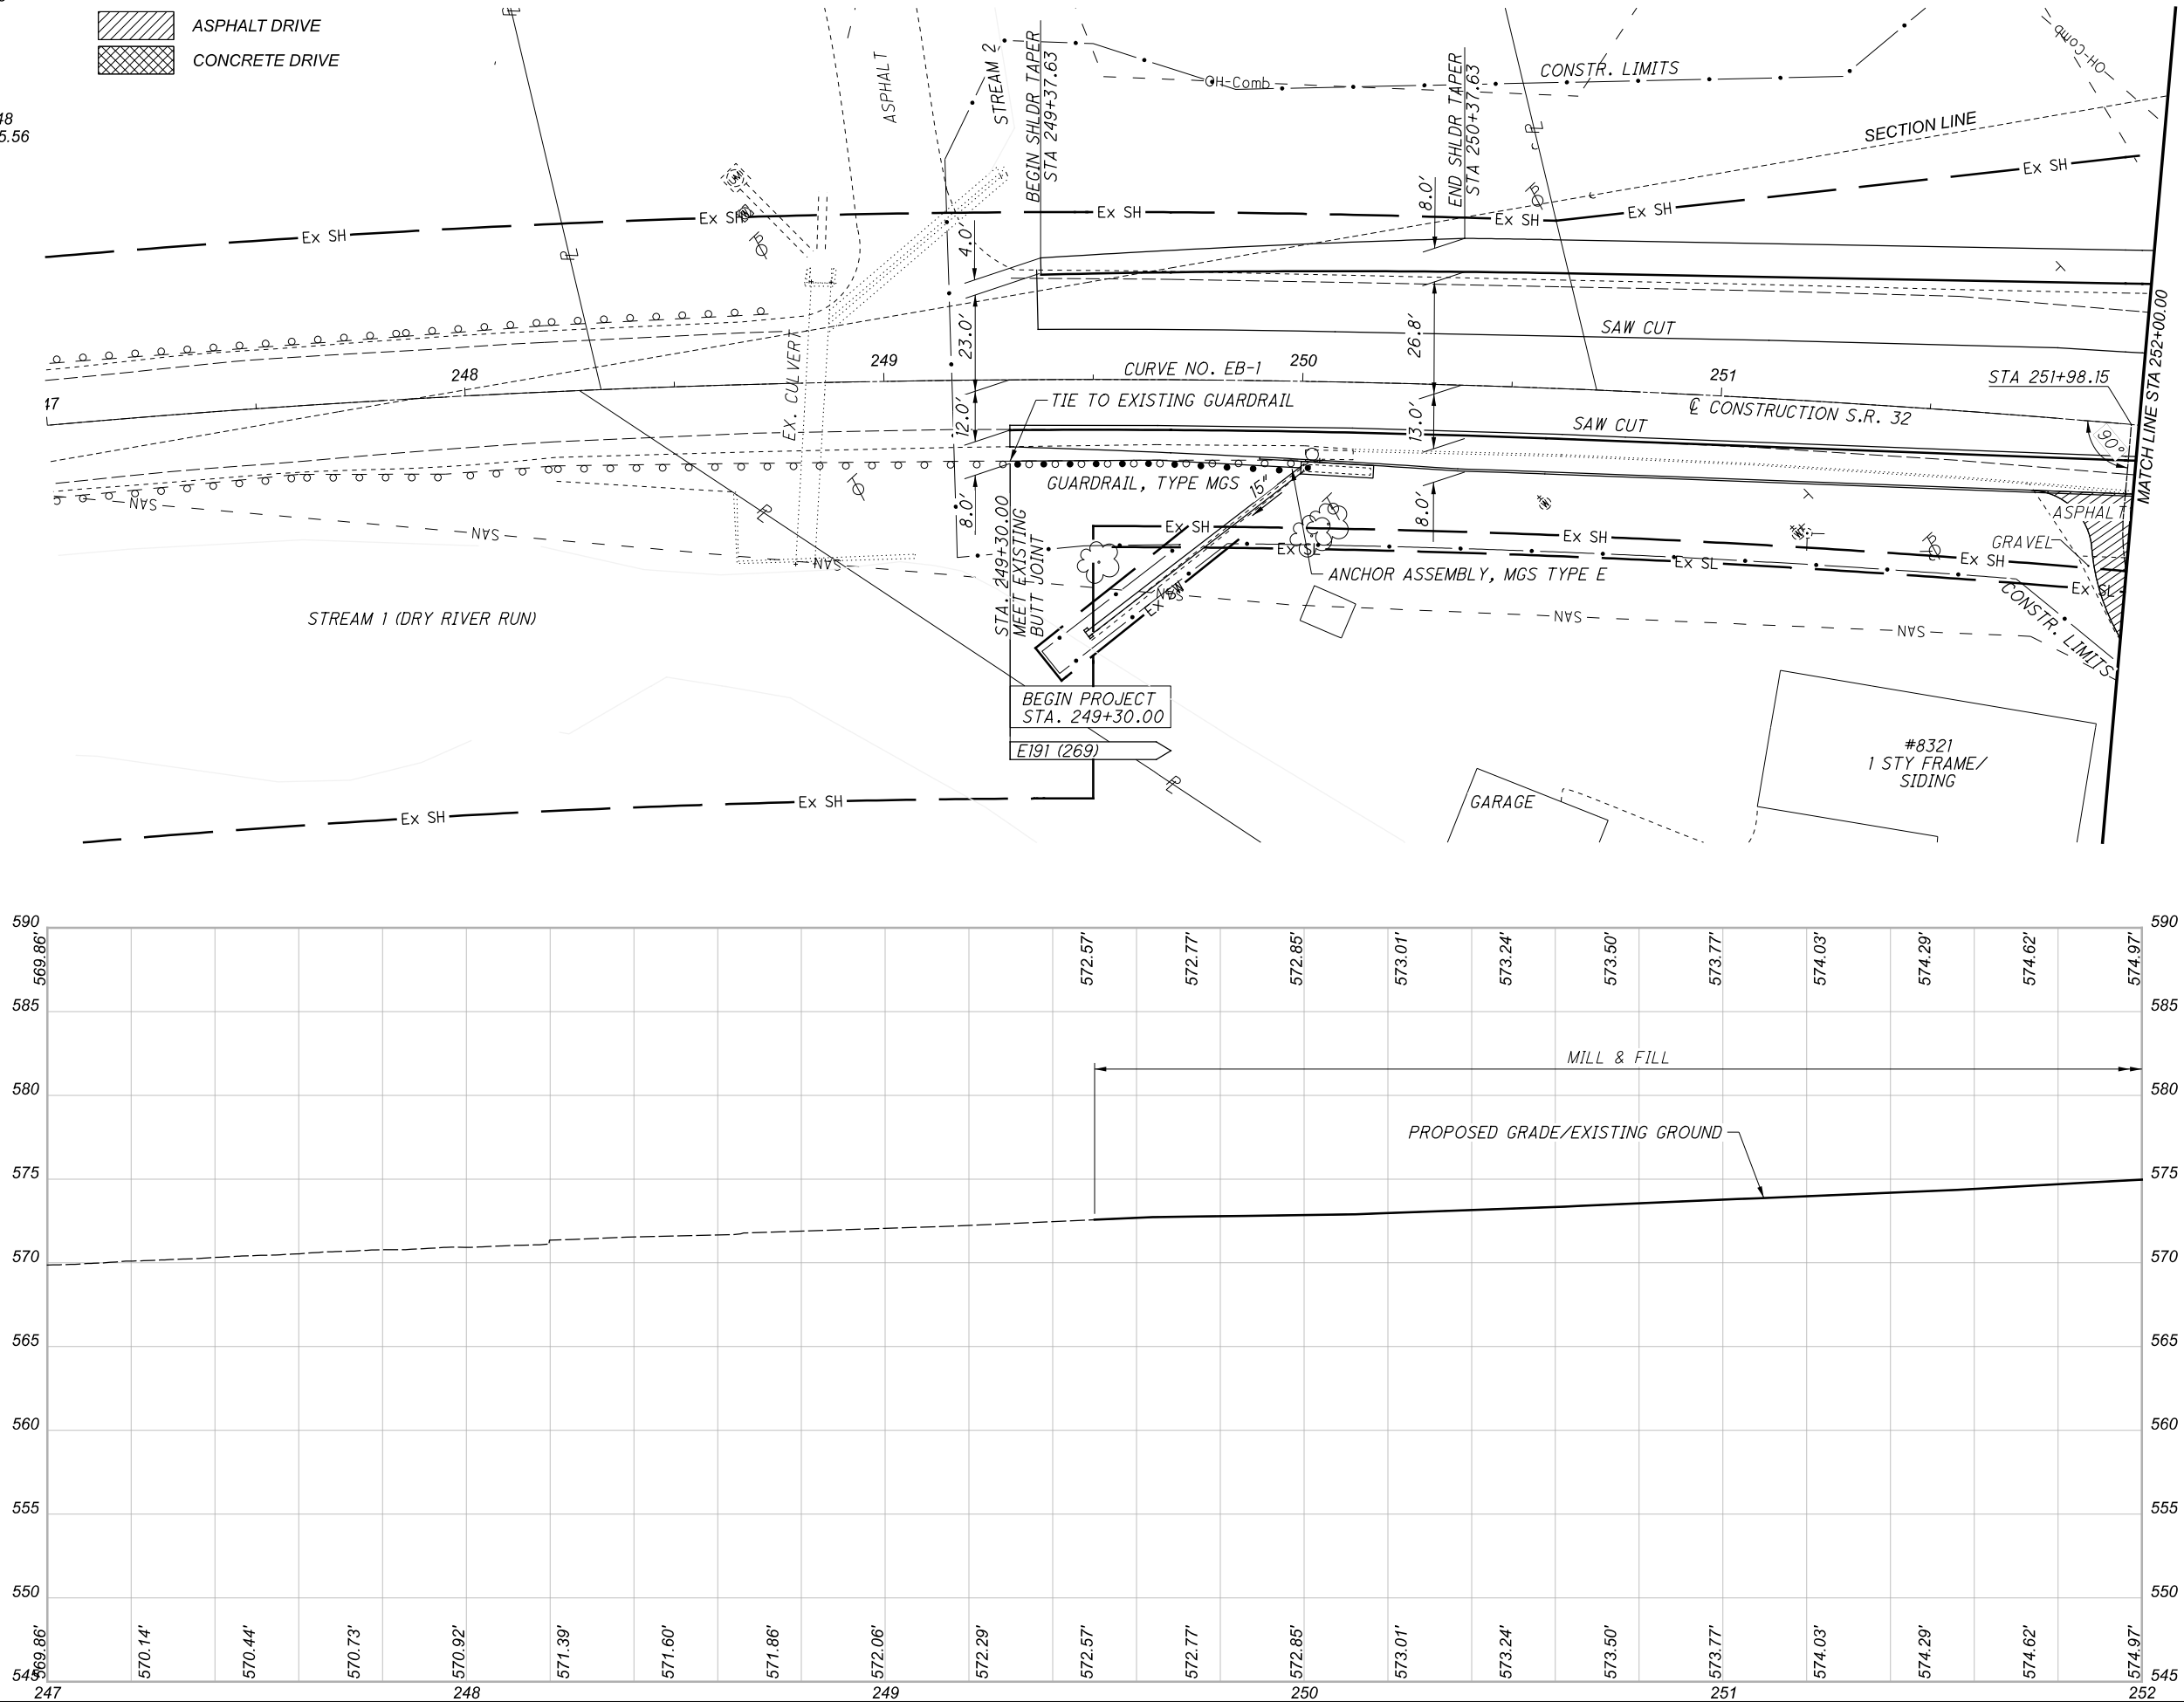 ASPHALT DRIVE
CONCRETE DRIVE
48
5.56
ASPHALT
STREAM 2
BEGIN SHLDR TAPER
STA 249+37.63
OH-Comb
END SHLDR TAPER
STA 250+37.63
CONSTR. LIMITS
OH-Comb
SECTION LINE
Ex SH
Ex SH
Ex SH
Ex SH
Ex SH
Ex SH
4.0'
8.0'
23.0'
26.8'
SAW CUT
EX. CULVERT
47
248
249
250
251
CURVE NO. EB-1
STA 251+98.15
MATCH LINE STA 252+00.00
TIE TO EXISTING GUARDRAIL
12.0'
13.0'
SAW CUT
℄ CONSTRUCTION S.R. 32
90°
GUARDRAIL, TYPE MGS
15"
8.0'
8.0'
STA. 249+30.00
MEET EXISTING
BUTT JOINT
SAN
SAN
SAN
SAN
SAN
SAN
Ex SH
Ex SH
Ex SH
Ex SL
Ex SL
Ex SL
ASPHALT
GRAVEL
ANCHOR ASSEMBLY, MGS TYPE E
CONSTR. LIMITS
STREAM 1 (DRY RIVER RUN)
BEGIN PROJECT
STA. 249+30.00
E191 (269)
Ex SH
Ex SH
GARAGE
#8321
1 STY FRAME/
SIDING
590
590
569.86'
572.57'
572.77'
572.85'
573.01'
573.24'
573.50'
573.77'
574.03'
574.29'
574.62'
574.97'
585
585
MILL & FILL
580
580
PROPOSED GRADE/EXISTING GROUND
575
575
570
570
565
565
560
560
555
555
550
550
569.86'
570.14'
570.44'
570.73'
570.92'
571.39'
571.60'
571.86'
572.06'
572.29'
572.57'
572.77'
572.85'
573.01'
573.24'
573.50'
573.77'
574.03'
574.29'
574.62'
574.97'
545
545
247
248
249
250
251
252